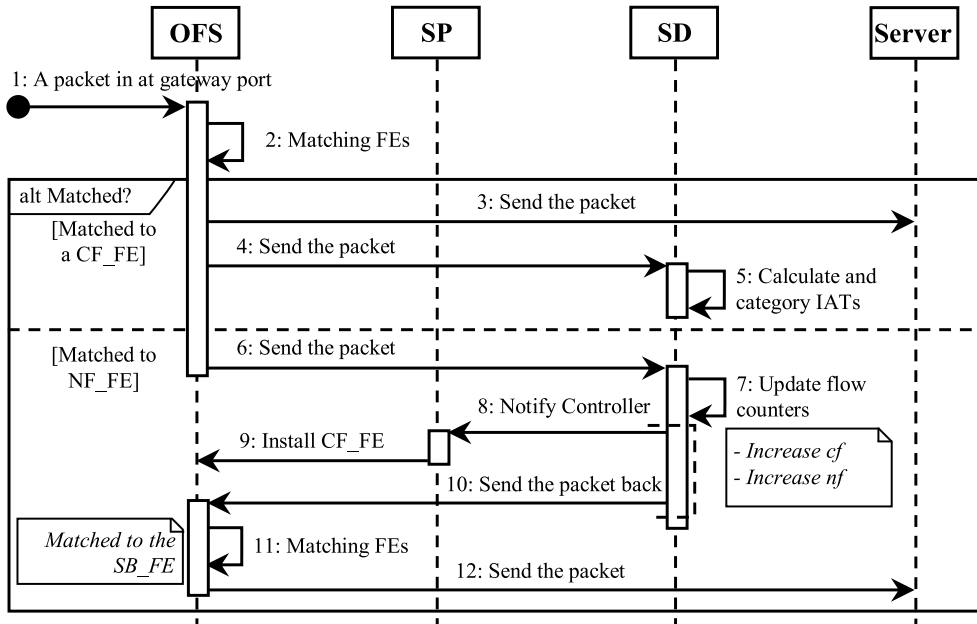 OFS
SP
SD
Server
1: A packet in at gateway port
2: Matching FEs
alt Matched?
3: Send the packet
[Matched to
a CF_FE]
4: Send the packet
5: Calculate and
category IATs
6: Send the packet
[Matched to
NF_FE]
7: Update flow
counters
8: Notify Controller
9: Install CF_FE
- Increase cf
- Increase nf
10: Send the packet back
Matched to the
SB_FE
11: Matching FEs
12: Send the packet